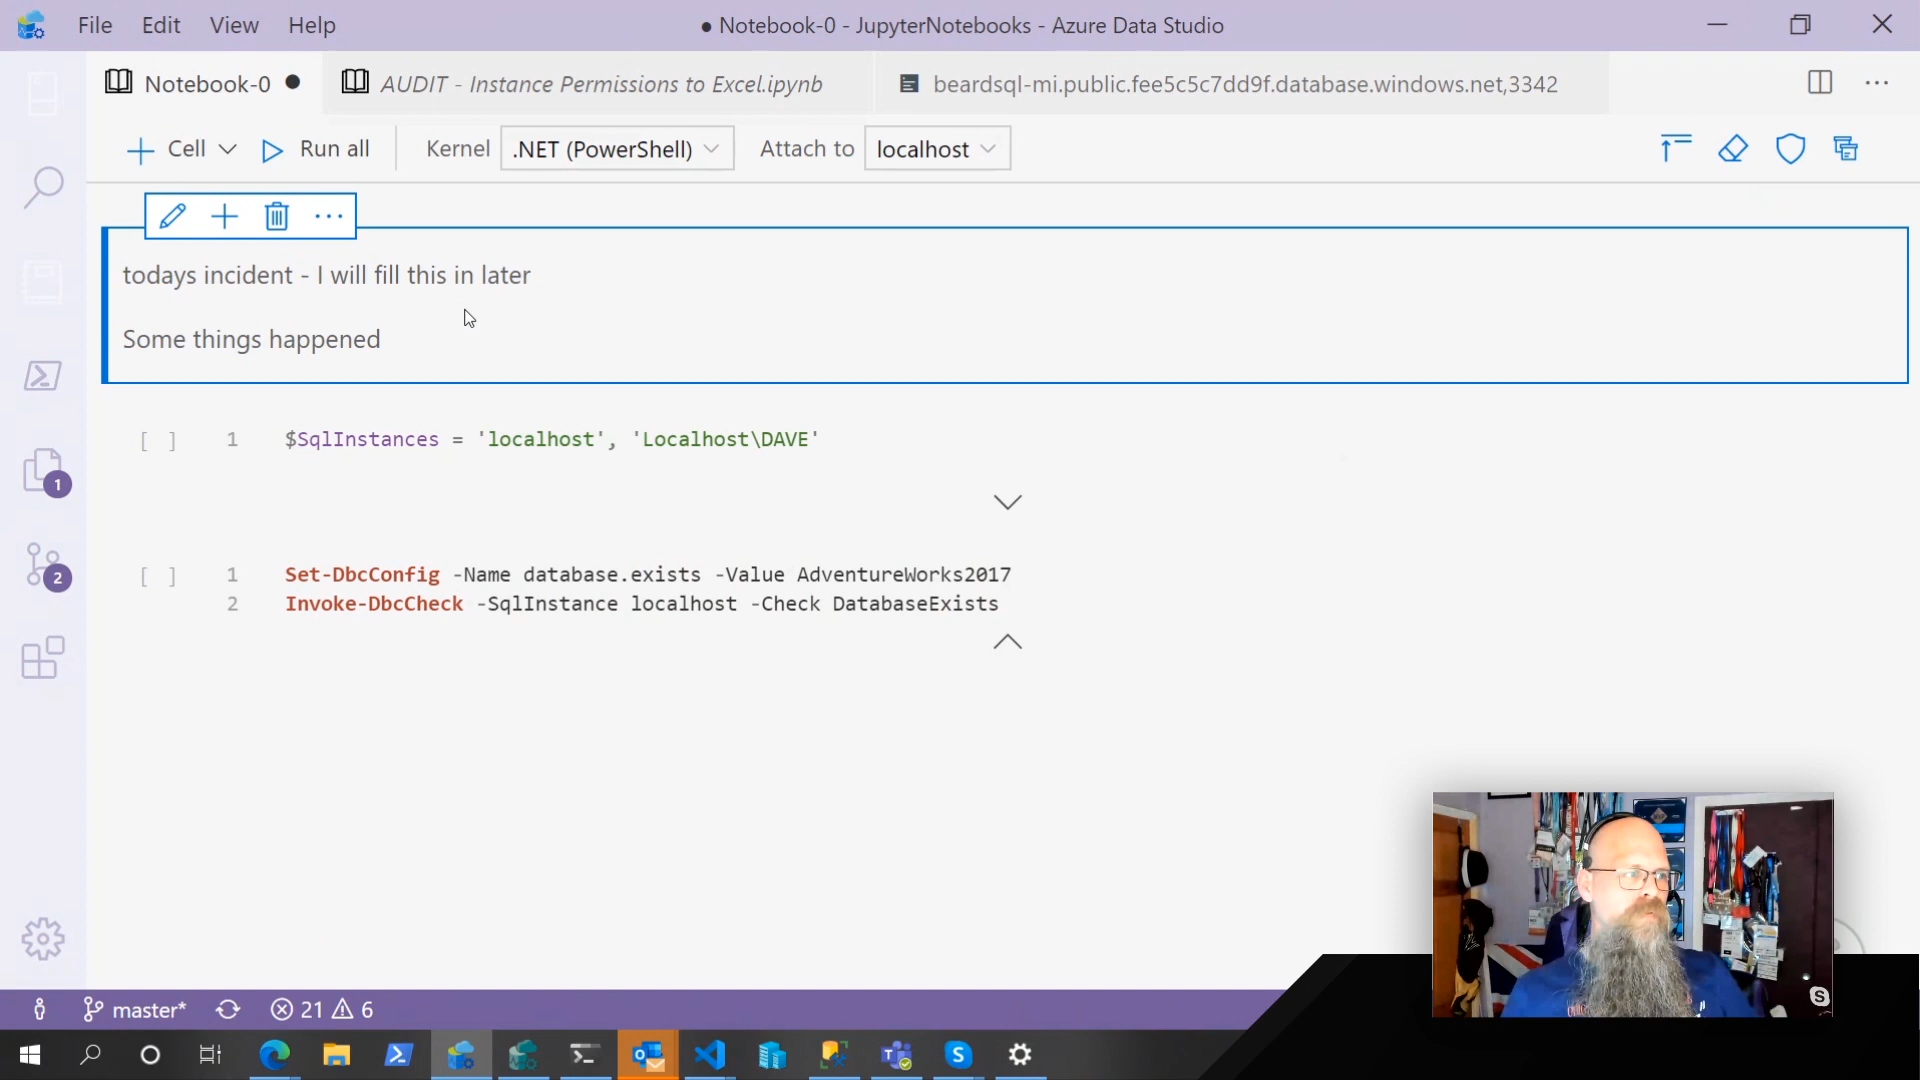 File Edit View Help
● Notebook-0 - JupyterNotebooks - Azure Data Studio
Notebook-0 ●
AUDIT - Instance Permissions to Excel.ipynb
beardsql-mi.public.fee5c5c7dd9f.database.windows.net,3342
Cell
Run all
Kernel
.NET (PowerShell)
Attach to
localhost
todays incident - I will fill this in later
Some things happened
[ ] 1 $SqlInstances = 'localhost', 'Localhost\DAVE'
[ ] 1 Set-DbcConfig -Name database.exists -Value AdventureWorks2017
2 Invoke-DbcCheck -SqlInstance localhost -Check DatabaseExists
1
2
master*
21
6